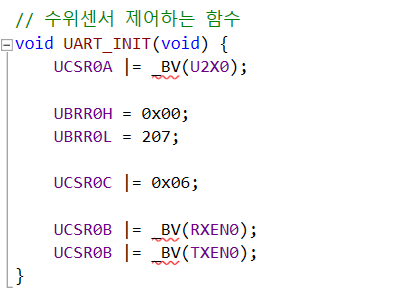 // 수위센서 제어하는 함수
void UART_INIT(void) {
UCSR0A |= _BV(U2X0);
UBRR0H = 0x00;
UBRR0L = 207;
UCSR0C |= 0x06;
UCSR0B |= _BV(RXEN0);
UCSR0B |= _BV(TXEN0);
}